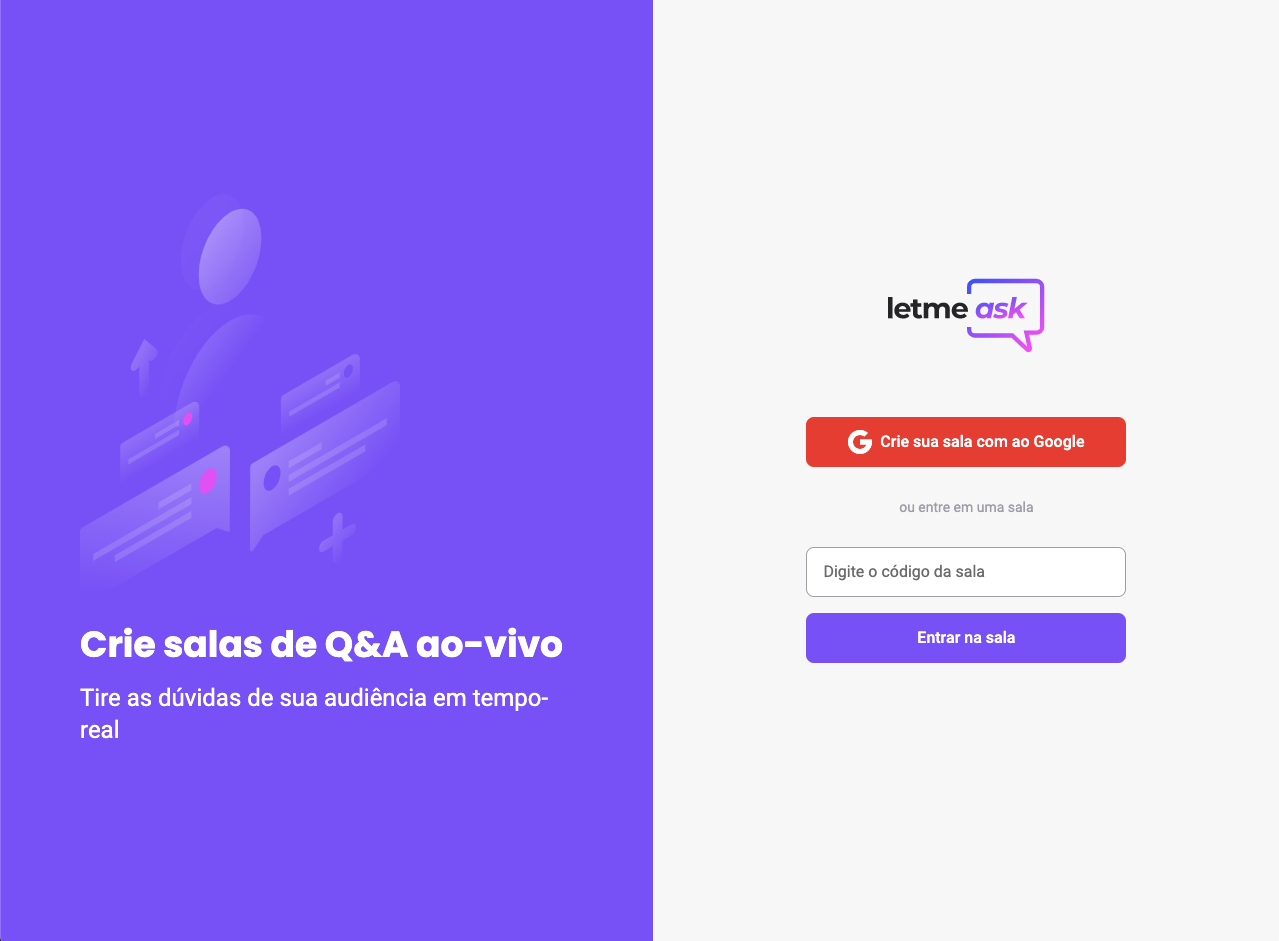 Crie salas de Q&A ao-vivo
Tire as dúvidas de sua audiência em tempo-
real
letme ask
Crie sua sala com ao Google
ou entre em uma sala
Digite o código da sala
Entrar na sala